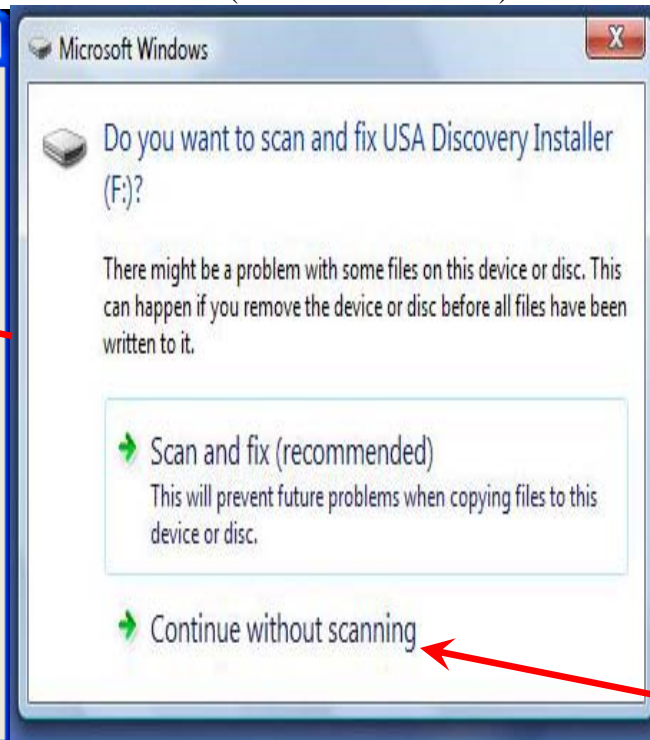 Microsoft Windows
Do you want to scan and fix USA Discovery Installer
(F:)?
There might be a problem with some files on this device or disc. This
can happen if you remove the device or disc before all files have been
written to it.
Scan and fix (recommended)
This will prevent future problems when copying files to this
device or disc.
Continue without scanning